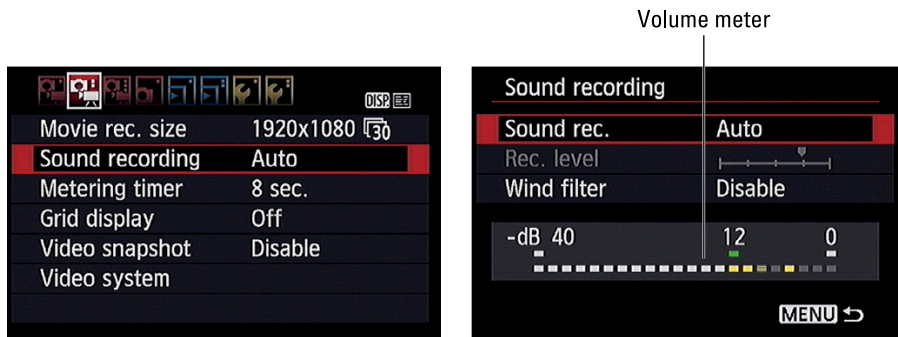 Volume meter
DISP.
Movie rec. size 1920x1080 30
Sound recording Auto
Metering timer 8 sec.
Grid display Off
Video snapshot Disable
Video system
Sound recording
Sound rec. Auto
Rec. level
Wind filter Disable
-dB 40 12 0
MENU